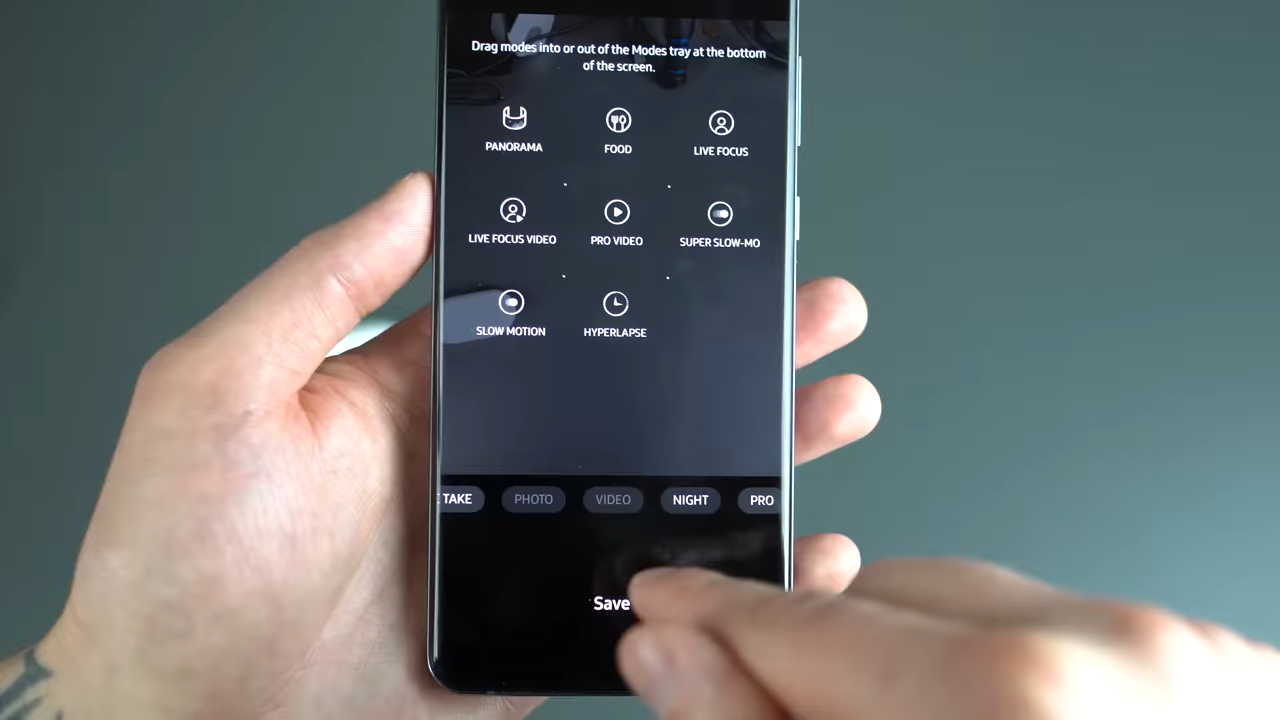 Drag modes into or out of the Modes tray at the bottom
of the screen.
PANORAMA
FOOD
LIVE FOCUS
LIVE FOCUS VIDEO
PRO VIDEO
SUPER SLOW-MO
SLOW MOTION
HYPERLAPSE
TAKE
PHOTO
VIDEO
NIGHT
PRO
Save